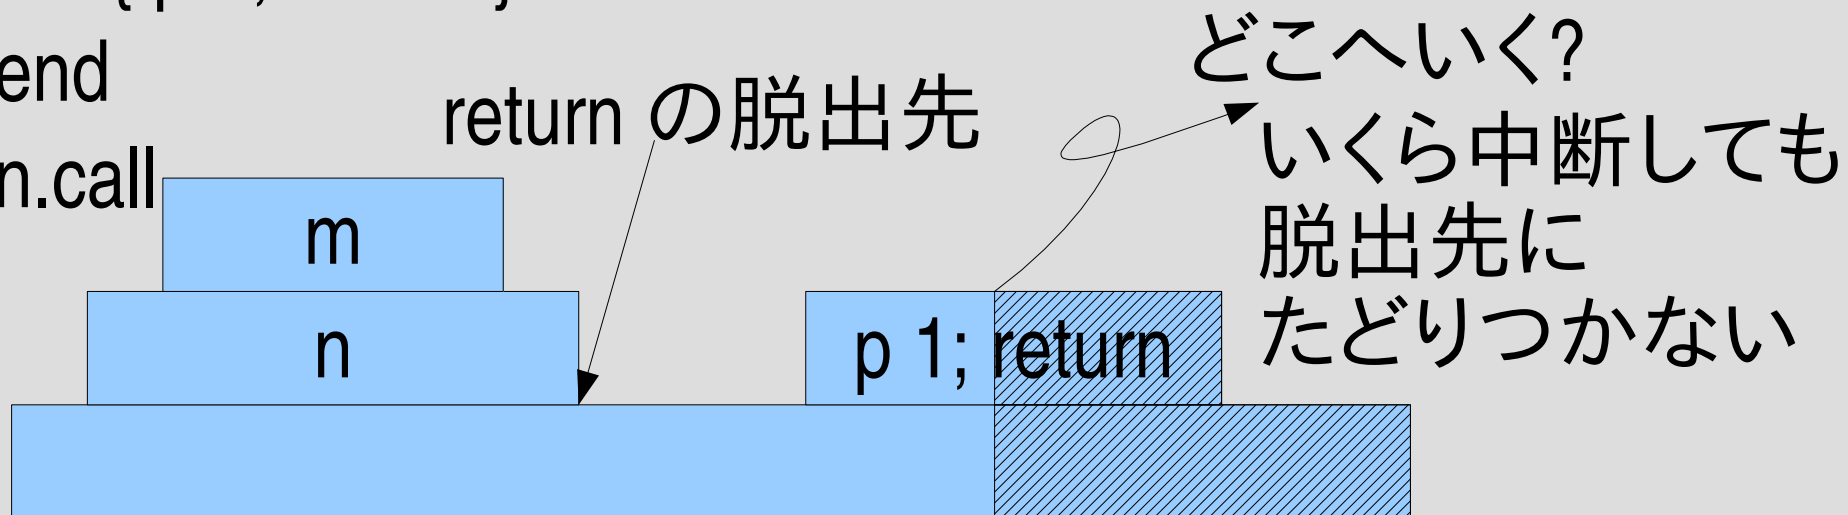 end
n.call
return の脱出先
どこへいく?
いくら中断しても
脱出先に
たどりつかない
m
n
p 1; return